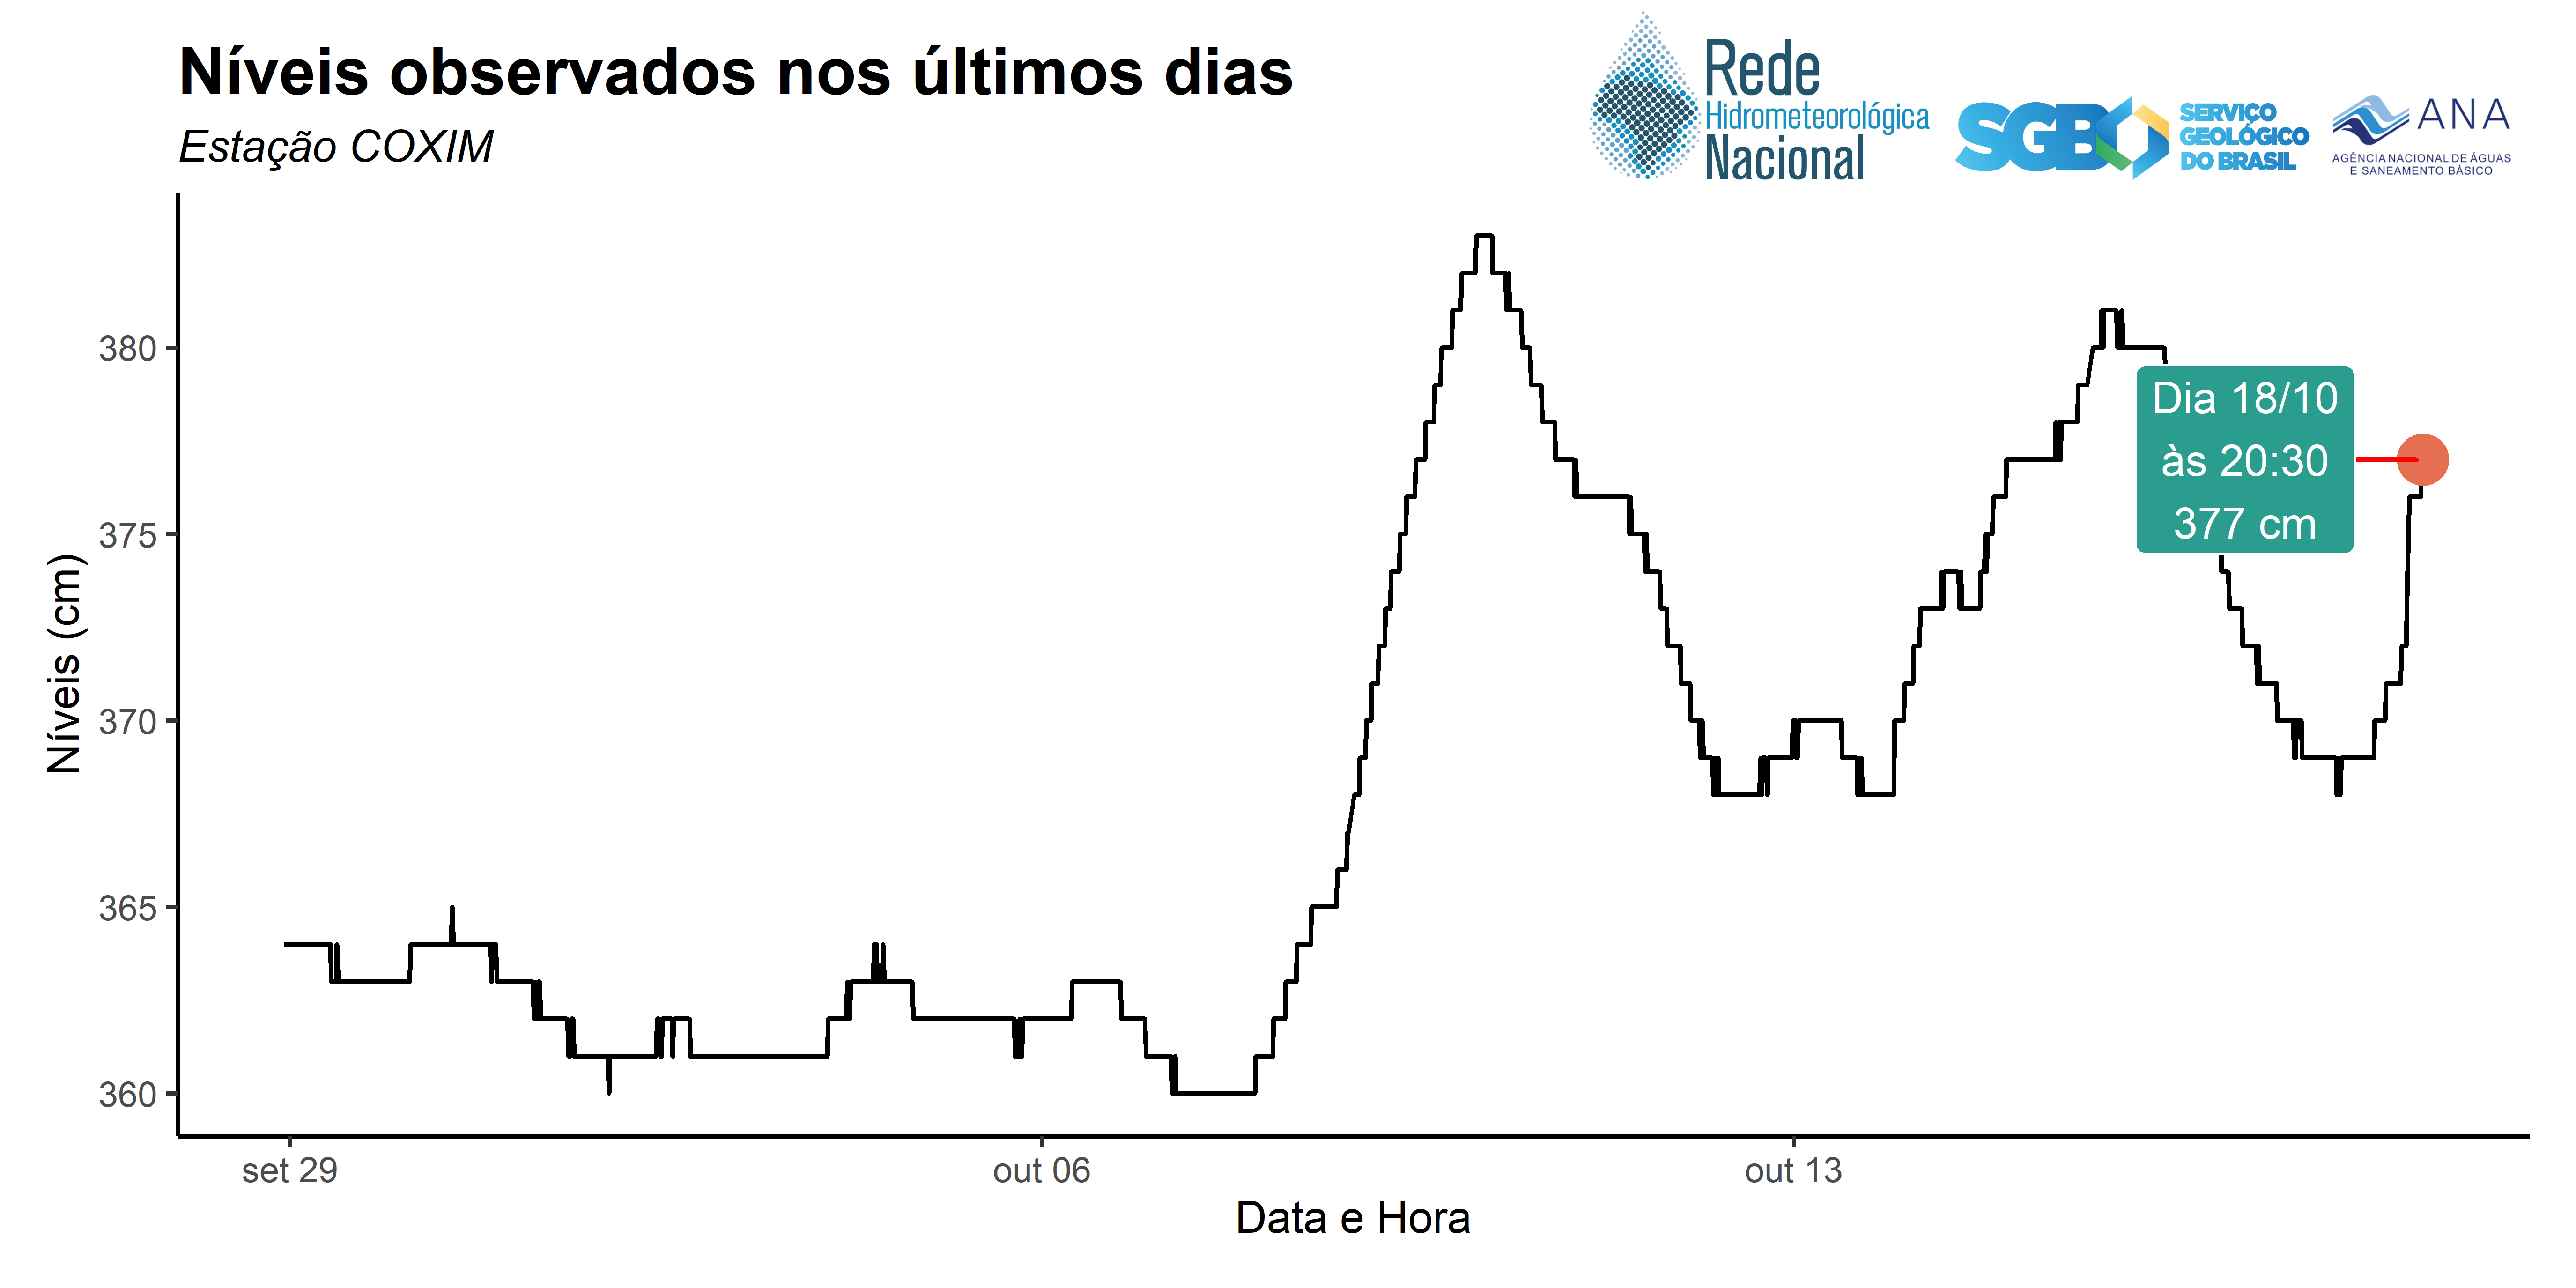 Níveis observados nos últimos dias
Estação COXIM
Rede
Hidrometeorológica
Nacional
SGB
SERVIÇO
GEOLÓGICO
DO BRASIL
ANA
AGÊNCIA NACIONAL DE ÁGUAS
E SANEAMENTO BÁSICO
Níveis (cm)
380
375
370
365
360
Dia 18/10
às 20:30
377 cm
set 29
out 06
out 13
Data e Hora